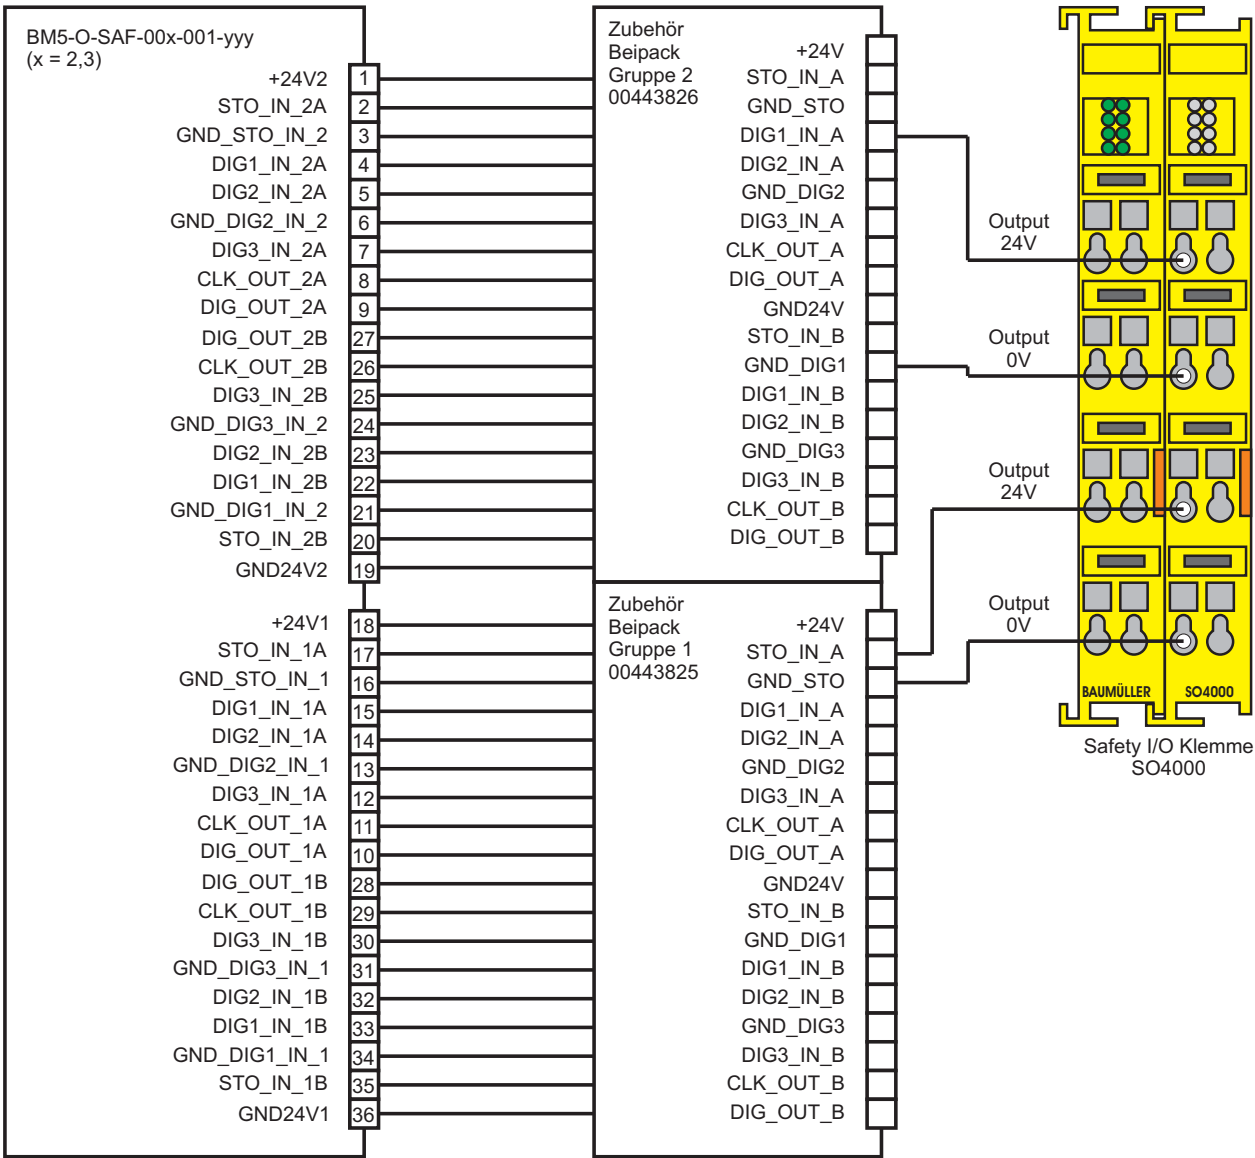 BM5-O-SAF-00x-001-yyy
(x = 2,3)
+24V2 1
STO_IN_2A 2
GND_STO_IN_2 3
DIG1_IN_2A 4
DIG2_IN_2A 5
GND_DIG2_IN_2 6
DIG3_IN_2A 7
CLK_OUT_2A 8
DIG_OUT_2A 9
DIG_OUT_2B 27
CLK_OUT_2B 26
DIG3_IN_2B 25
GND_DIG3_IN_2 24
DIG2_IN_2B 23
DIG1_IN_2B 22
GND_DIG1_IN_2 21
STO_IN_2B 20
GND24V2 19
+24V1 18
STO_IN_1A 17
GND_STO_IN_1 16
DIG1_IN_1A 15
DIG2_IN_1A 14
GND_DIG2_IN_1 13
DIG3_IN_1A 12
CLK_OUT_1A 11
DIG_OUT_1A 10
DIG_OUT_1B 28
CLK_OUT_1B 29
DIG3_IN_1B 30
GND_DIG3_IN_1 31
DIG2_IN_1B 32
DIG1_IN_1B 33
GND_DIG1_IN_1 34
STO_IN_1B 35
GND24V1 36
Zubehör
Beipack
Gruppe 2
00443826
+24V
STO_IN_A
GND_STO
DIG1_IN_A
DIG2_IN_A
GND_DIG2
DIG3_IN_A
CLK_OUT_A
DIG_OUT_A
GND24V
STO_IN_B
GND_DIG1
DIG1_IN_B
DIG2_IN_B
GND_DIG3
DIG3_IN_B
CLK_OUT_B
DIG_OUT_B
Zubehör
Beipack
Gruppe 1
00443825
+24V
STO_IN_A
GND_STO
DIG1_IN_A
DIG2_IN_A
GND_DIG2
DIG3_IN_A
CLK_OUT_A
DIG_OUT_A
GND24V
STO_IN_B
GND_DIG1
DIG1_IN_B
DIG2_IN_B
GND_DIG3
DIG3_IN_B
CLK_OUT_B
DIG_OUT_B
Output
24V
Output
0V
Output
24V
Output
0V
BAUMÜLLER SO4000
Safety I/O Klemme
SO4000